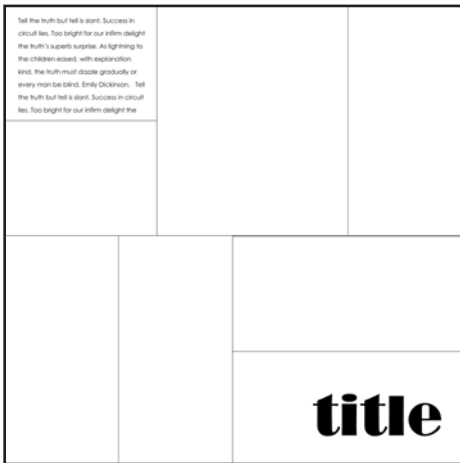 Tell the truth but tell is slant. Success in
circuit lies. Too bright for our infirm delight
the truth's superb surprise. As lightning to
the children eased. with explanation
kind. the truth must dazzle gradually or
every man be blind. Emily Dickinson. Tell
the truth but tell is slant. Success in circuit
lies. Too bright for our infirm delight the
title